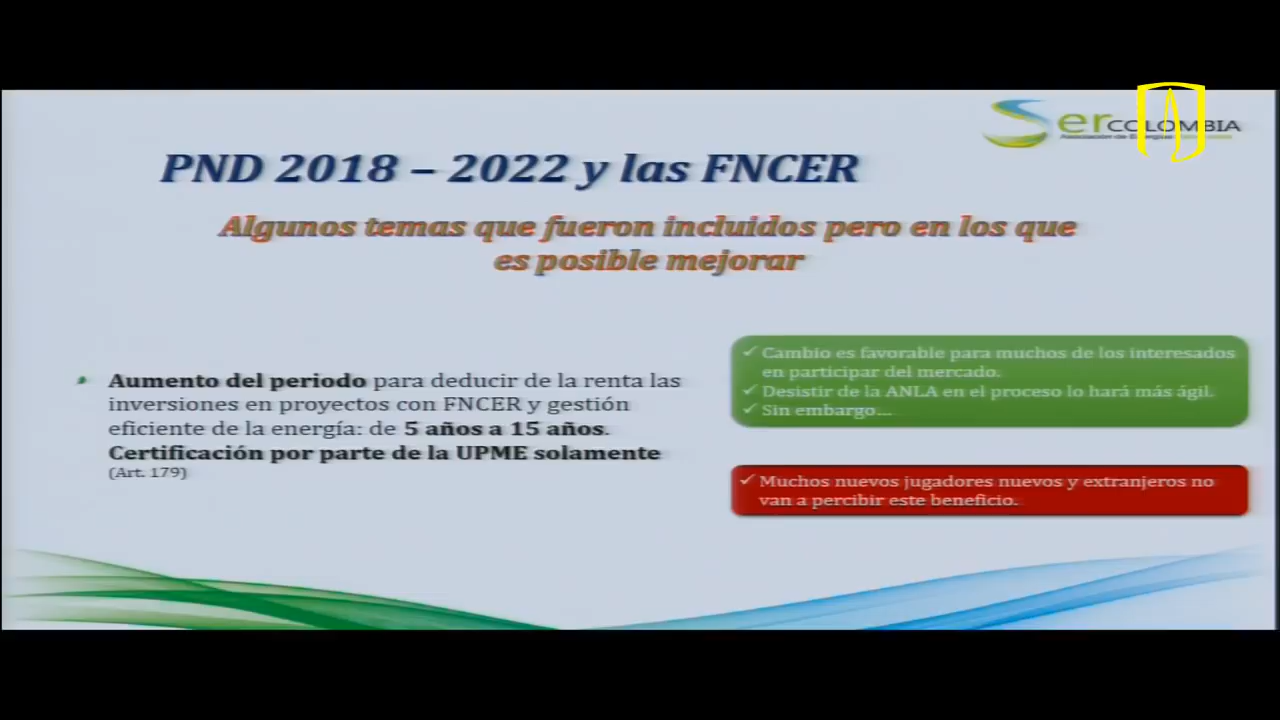 Ser COLOMBIA
Asociación de Energías
PND 2018 – 2022 y las FNCER
Algunos temas que fueron incluidos pero en los que
es posible mejorar
Aumento del periodo para deducir de la renta las
inversiones en proyectos con FNCER y gestión
eficiente de la energía: de 5 años a 15 años.
Certificación por parte de la UPME solamente
(Art. 179)
✓ Cambio es favorable para muchos de los interesados
en participar del mercado.
✓ Desistir de la ANLA en el proceso lo hará más ágil.
✓ Sin embargo...
✓ Muchos nuevos jugadores nuevos y extranjeros no
van a percibir este beneficio.